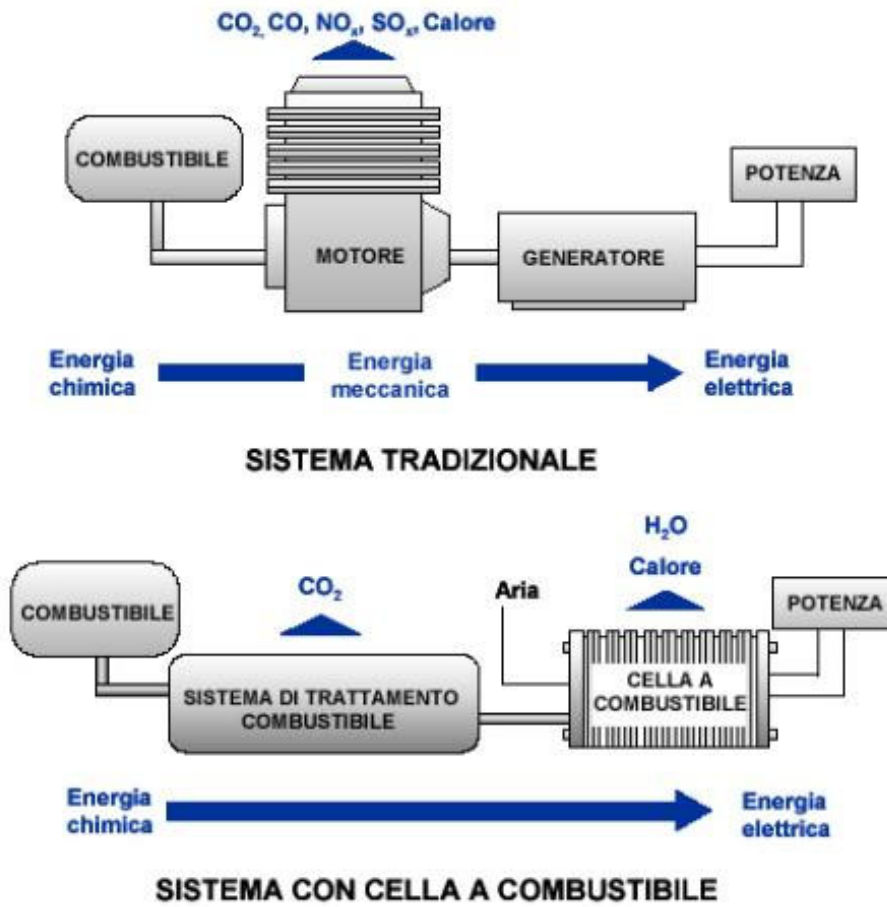 CO₂, CO, NOₓ, SOₓ, Calore
COMBUSTIBILE
POTENZA
MOTORE
GENERATORE
Energia
chimica
Energia
meccanica
Energia
elettrica
SISTEMA TRADIZIONALE
H₂O
Calore
CO₂
Aria
COMBUSTIBILE
POTENZA
SISTEMA DI TRATTAMENTO
COMBUSTIBILE
CELLA A
COMBUSTIBILE
Energia
chimica
Energia
elettrica
SISTEMA CON CELLA A COMBUSTIBILE